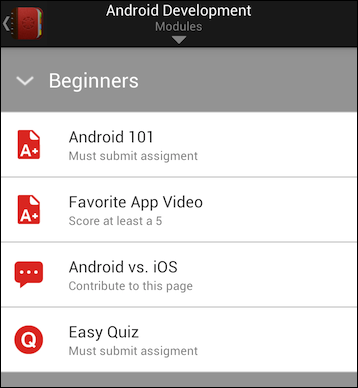 Android Development
Modules
Beginners
A+
Android 101
Must submit assigment
A+
Favorite App Video
Score at least a 5
Android vs. iOS
Contribute to this page
Q
Easy Quiz
Must submit assigment